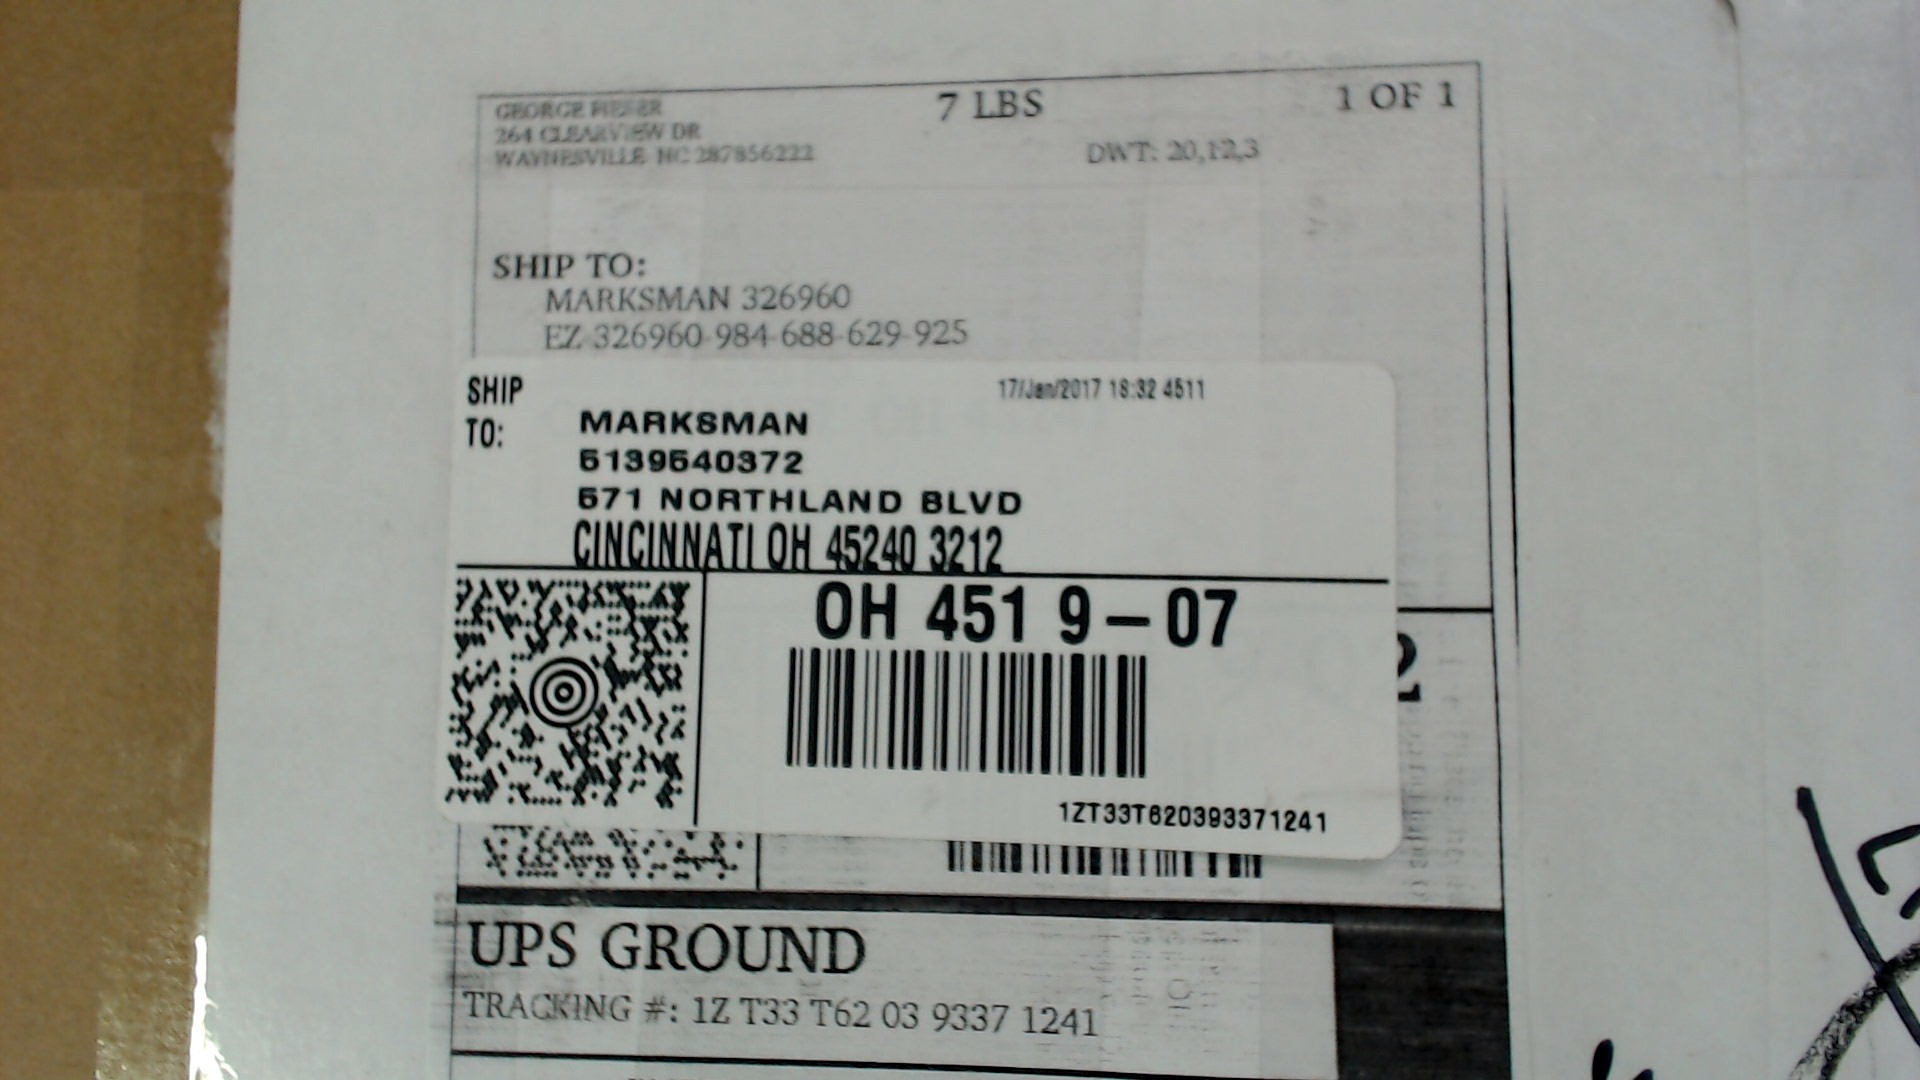 GEORGE
264 CLEARVIEW DR
WAYNESVILLE NC 287856222
7 LBS
1 OF 1
DWT: 20,12,3
SHIP TO:
MARKSMAN 326960
EZ 326960-984-688-629-925
SHIP TO:
17/Jan/2017 18:32 4511
MARKSMAN
5139540372
571 NORTHLAND BLVD
CINCINNATI OH 45240 3212
OH 451 9-07
1ZT33T620393371241
2
UPS GROUND
TRACKING #: 1Z T33 T62 03 9337 1241